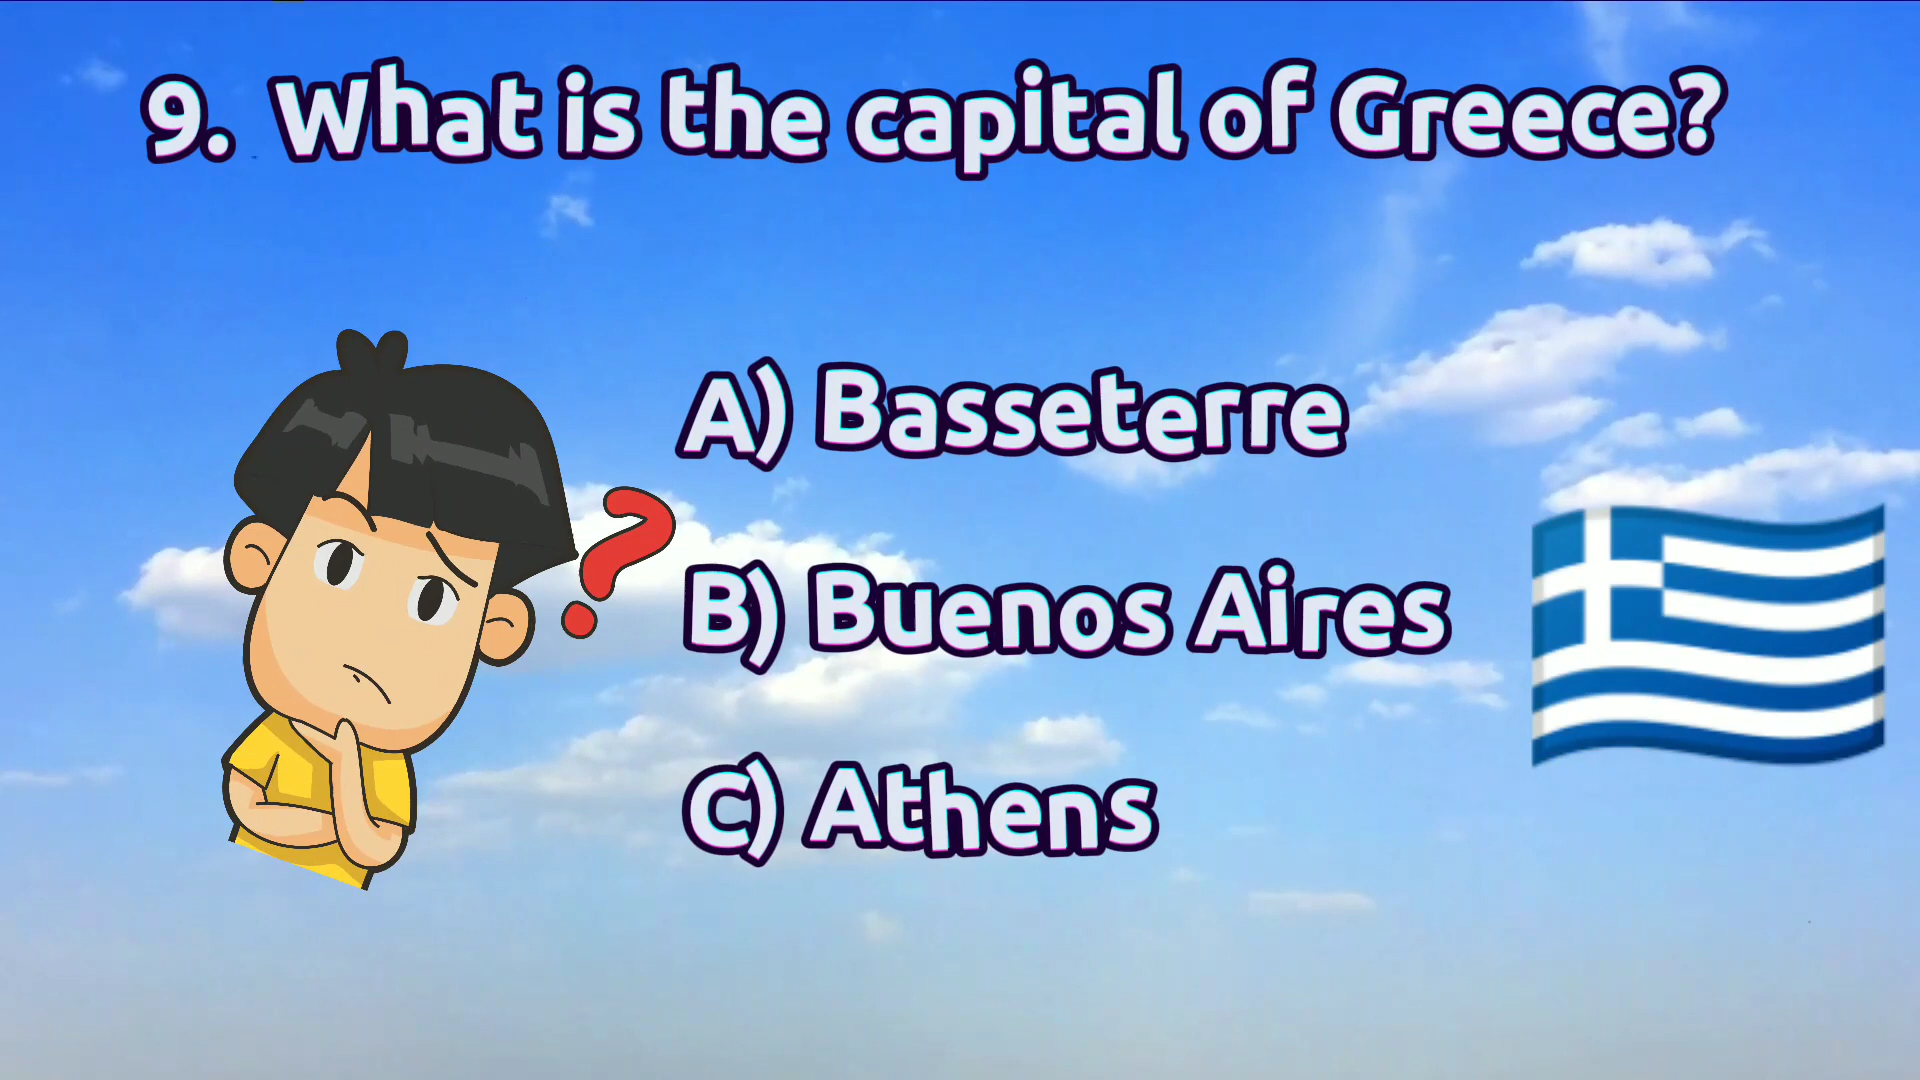 9. What is the capital of Greece?
A) Basseterre
B) Buenos Aires
C) Athens